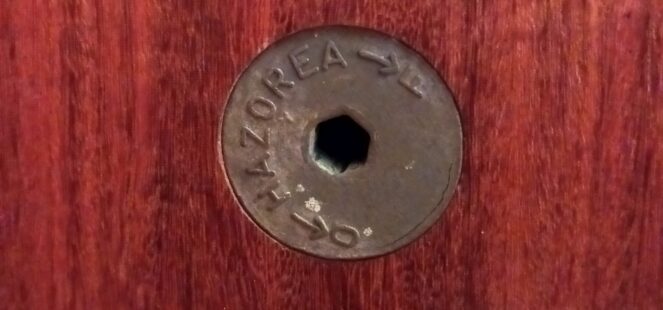 HAZOREA → F
→ O